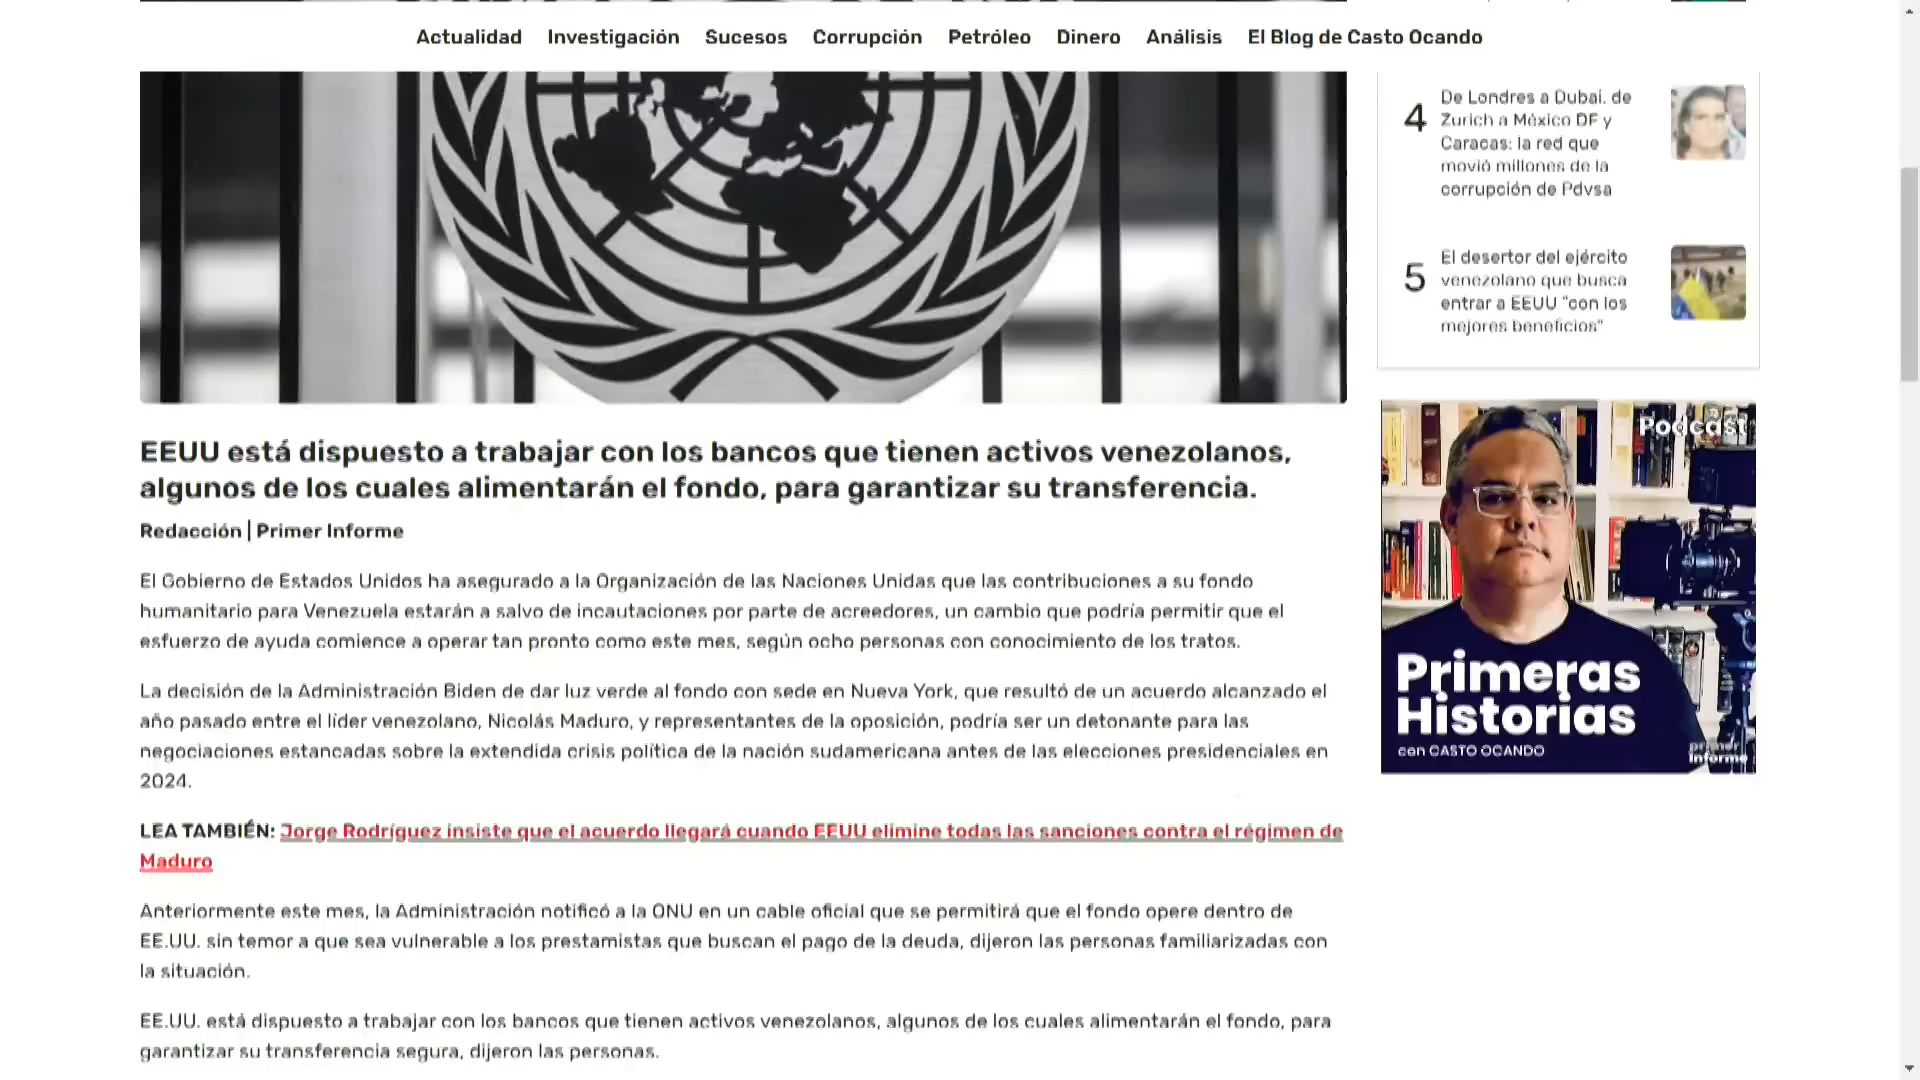 Actualidad Investigación Sucesos Corrupción Petróleo Dinero Análisis El Blog de Casto Ocando
4 De Londres a Dubai, de
Zurich a México DF y
Caracas: la red que
movió millones de la
corrupción de Pdvsa
5 El desertor del ejército
venezolano que busca
entrar a EEUU "con los
mejores beneficios"
EEUU está dispuesto a trabajar con los bancos que tienen activos venezolanos,
algunos de los cuales alimentarán el fondo, para garantizar su transferencia.
Redacción | Primer Informe
El Gobierno de Estados Unidos ha asegurado a la Organización de las Naciones Unidas que las contribuciones a su fondo
humanitario para Venezuela estarán a salvo de incautaciones por parte de acreedores, un cambio que podría permitir que el
esfuerzo de ayuda comience a operar tan pronto como este mes, según ocho personas con conocimiento de los tratos.
La decisión de la Administración Biden de dar luz verde al fondo con sede en Nueva York, que resultó de un acuerdo alcanzado el
año pasado entre el líder venezolano, Nicolás Maduro, y representantes de la oposición, podría ser un detonante para las
negociaciones estancadas sobre la extendida crisis política de la nación sudamericana antes de las elecciones presidenciales en
2024.
LEA TAMBIÉN: Jorge Rodríguez insiste que el acuerdo llegará cuando EEUU elimine todas las sanciones contra el régimen de
Maduro
Anteriormente este mes, la Administración notificó a la ONU en un cable oficial que se permitirá que el fondo opere dentro de
EE.UU. sin temor a que sea vulnerable a los prestamistas que buscan el pago de la deuda, dijeron las personas familiarizadas con
la situación.
EE.UU. está dispuesto a trabajar con los bancos que tienen activos venezolanos, algunos de los cuales alimentarán el fondo, para
garantizar su transferencia segura, dijeron las personas.
Podcast
Primeras
Historias
con CASTO OCANDO
primer
informe